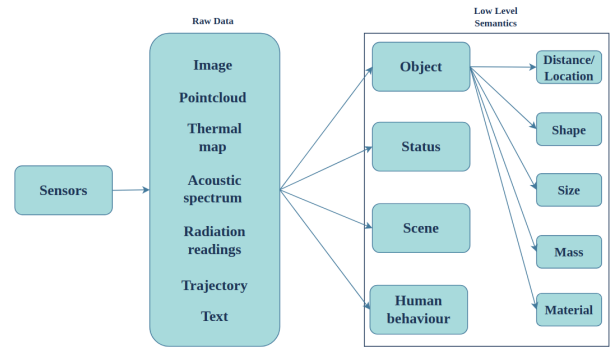 Raw Data
Low Level
Semantics
Sensors
Image
Pointcloud
Thermal
map
Acoustic
spectrum
Radiation
readings
Trajectory
Text
Object
Status
Scene
Human
behaviour
Distance/
Location
Shape
Size
Mass
Material